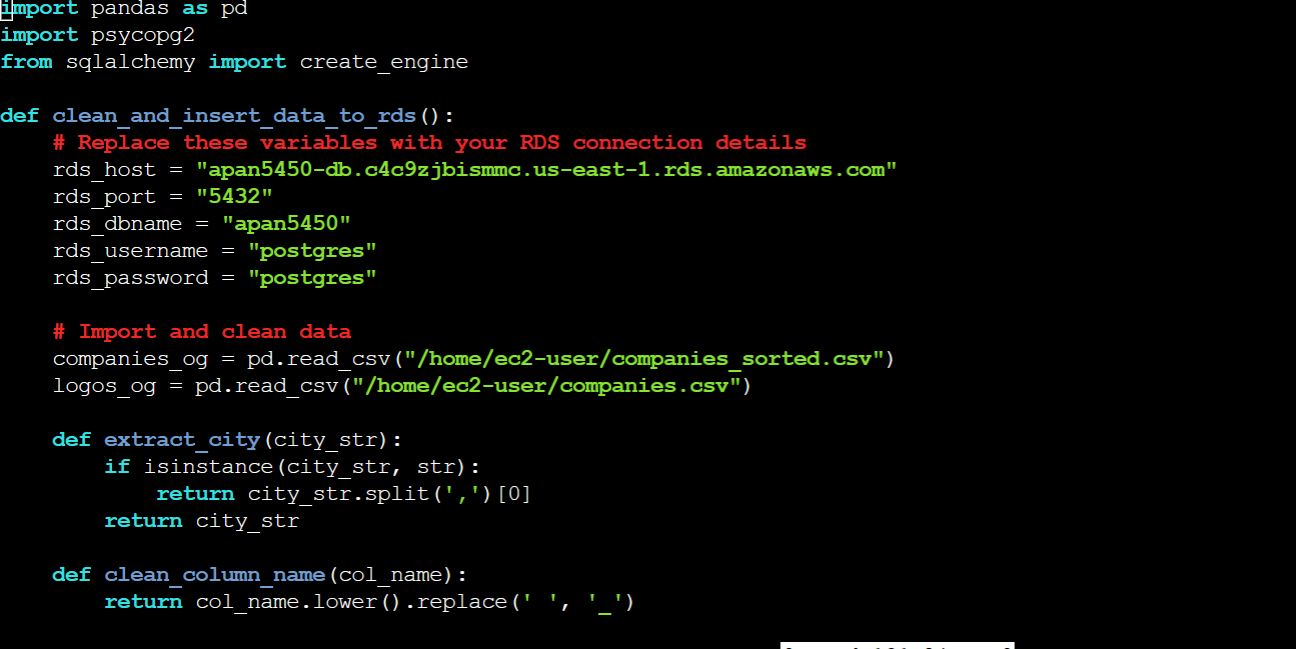 import pandas as pd
import psycopg2
from sqlalchemy import create_engine

def clean_and_insert_data_to_rds():
    # Replace these variables with your RDS connection details
    rds_host = "apan5450-db.c4c9zjbismmc.us-east-1.rds.amazonaws.com"
    rds_port = "5432"
    rds_dbname = "apan5450"
    rds_username = "postgres"
    rds_password = "postgres"

    # Import and clean data
    companies_og = pd.read_csv("/home/ec2-user/companies_sorted.csv")
    logos_og = pd.read_csv("/home/ec2-user/companies.csv")

    def extract_city(city_str):
        if isinstance(city_str, str):
            return city_str.split(',')[0]
        return city_str

    def clean_column_name(col_name):
        return col_name.lower().replace(' ', '_')